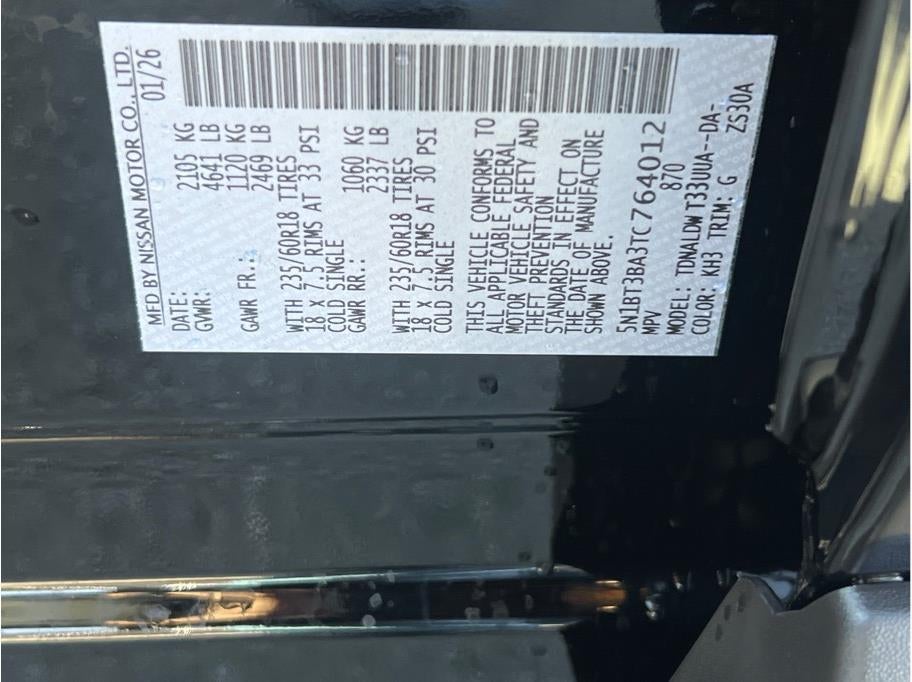 MFD BY NISSAN MOTOR CO., LTD.
DATE: 01/26
GVWR: 2105 KG
4641 LB
GAWR FR.: 1120 KG
2469 LB
WITH 235/60R18 TIRES
18 X 7.5 RIMS AT 33 PSI
COLD SINGLE
GAWR RR.: 1060 KG
2337 LB
WITH 235/60R18 TIRES
18 X 7.5 RIMS AT 30 PSI
COLD SINGLE
THIS VEHICLE CONFORMS TO
ALL APPLICABLE FEDERAL
MOTOR VEHICLE SAFETY AND
THEFT PREVENTION
STANDARDS IN EFFECT ON
THE DATE OF MANUFACTURE
SHOWN ABOVE.
5N1BT3BA3TC764012
MPV 870
MODEL: TDNALDW T33UUA--DA-
COLOR: KH3 TRIM: G ZS30A